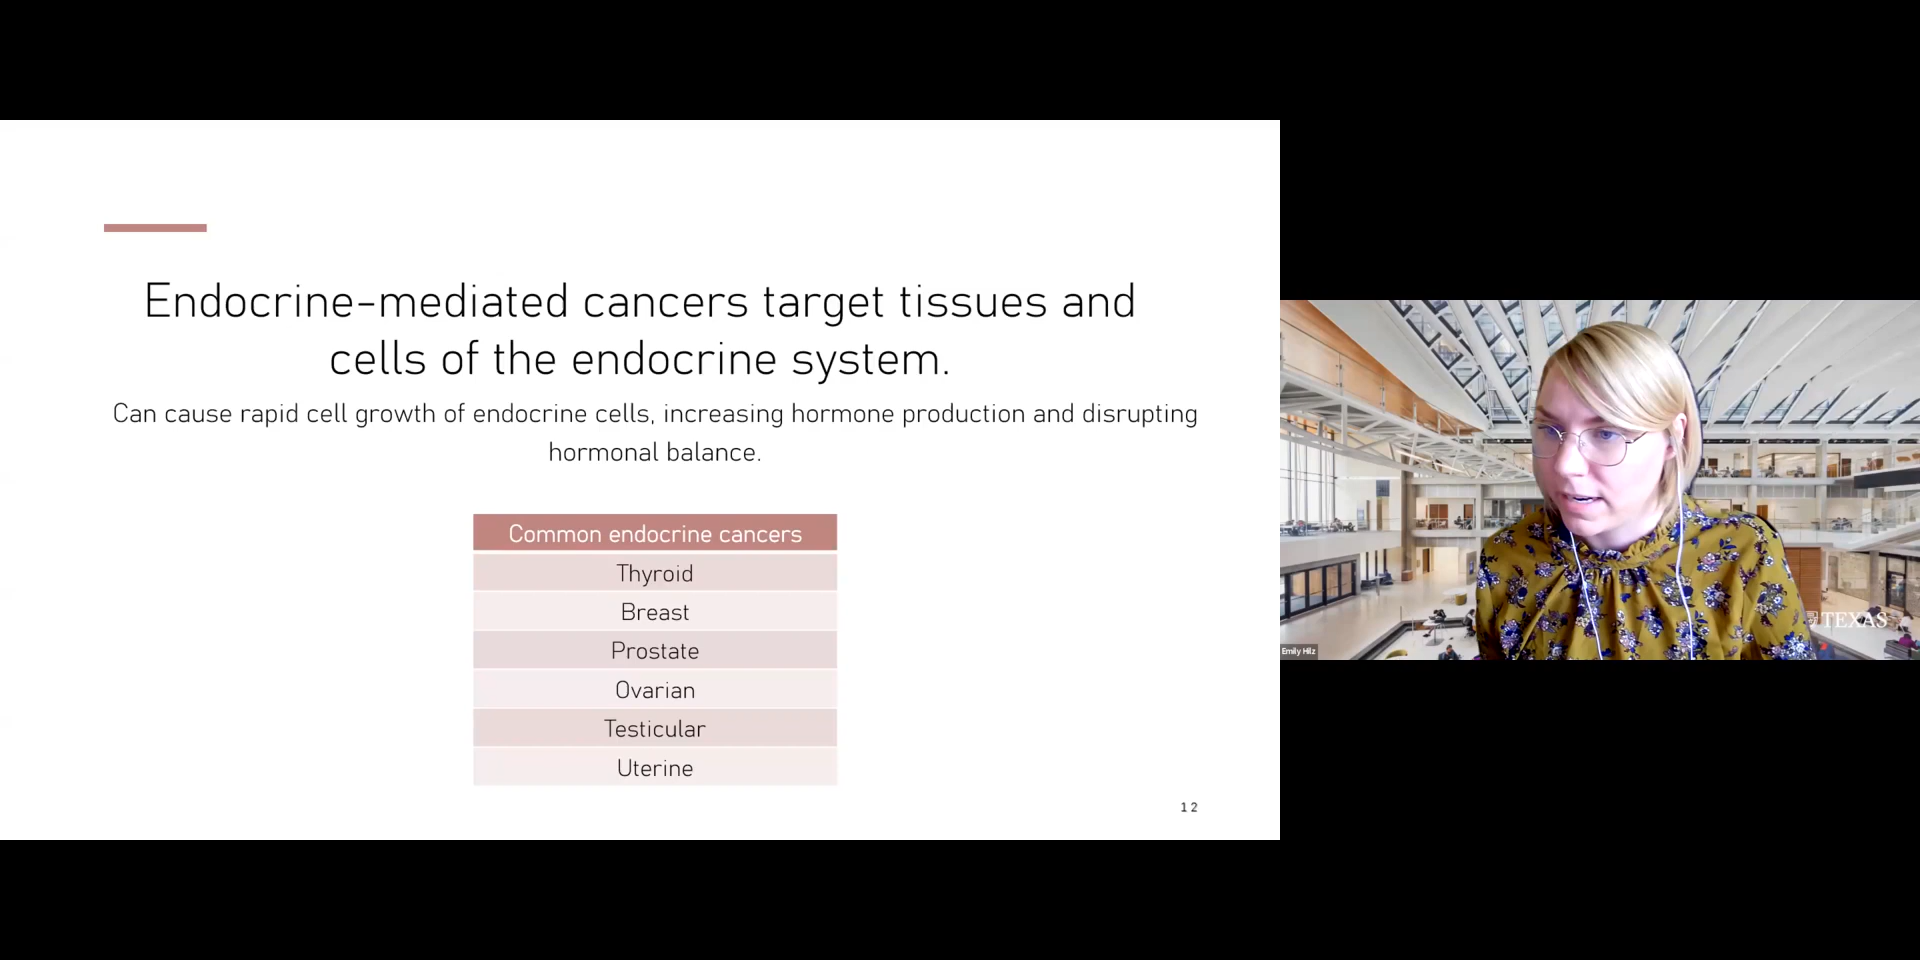 Endocrine-mediated cancers target tissues and
cells of the endocrine system.
Can cause rapid cell growth of endocrine cells, increasing hormone production and disrupting
hormonal balance.
Common endocrine cancers
Thyroid
Breast
Prostate
Ovarian
Testicular
Uterine
12
Emily Hilz
TEXAS